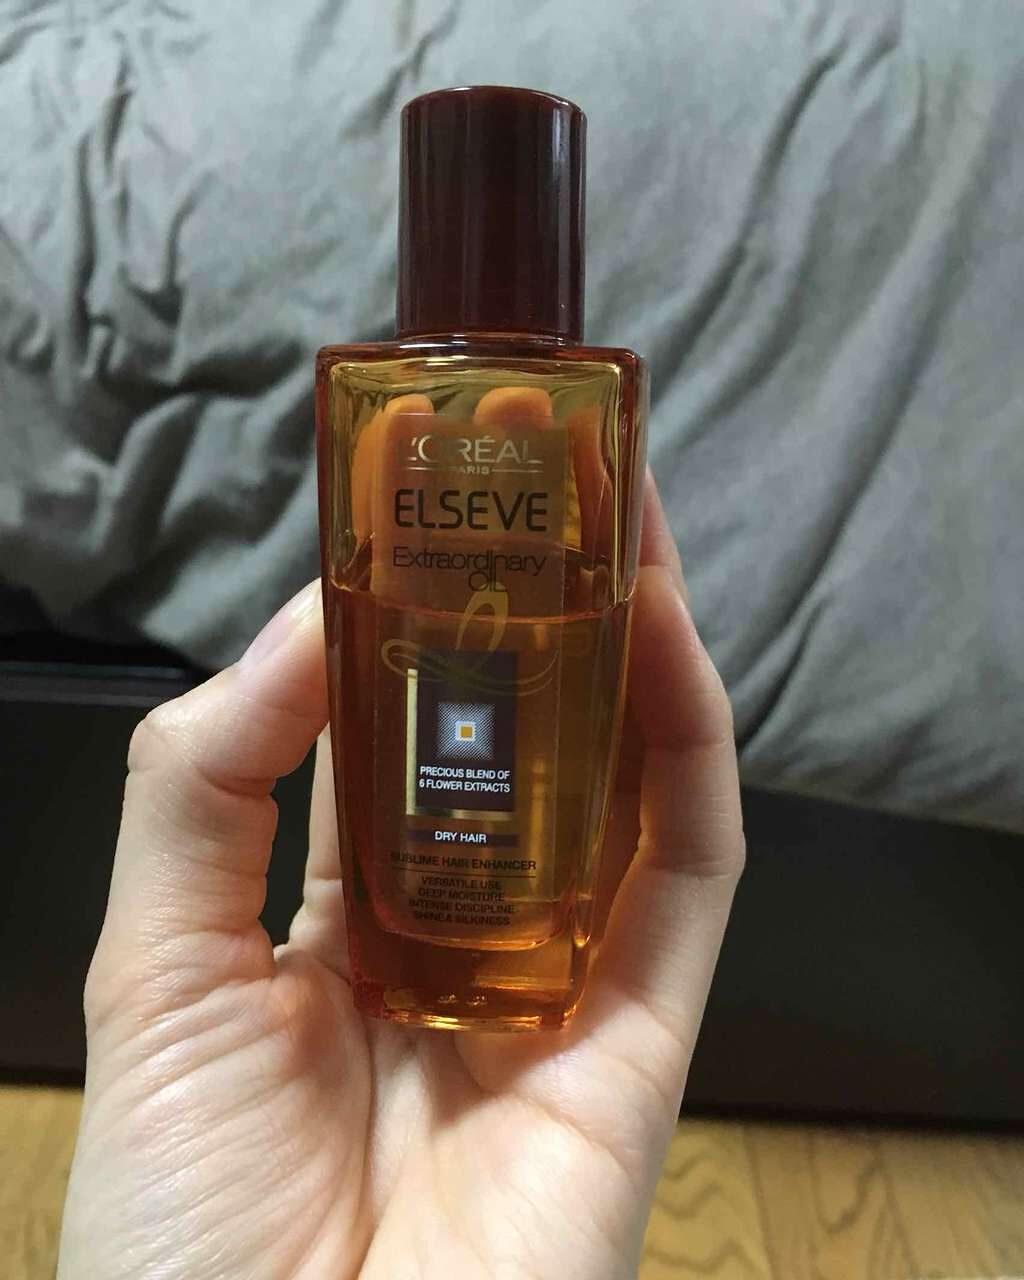 L'ORÉAL
PARIS
ELSEVE
Extraordinary
OIL
PRECIOUS BLEND OF
6 FLOWER EXTRACTS
DRY HAIR
SUBLIME HAIR ENHANCER
VERSATILE USE
DEEP MOISTURE
INTENSE DISCIPLINE
SHINE & SILKINESS